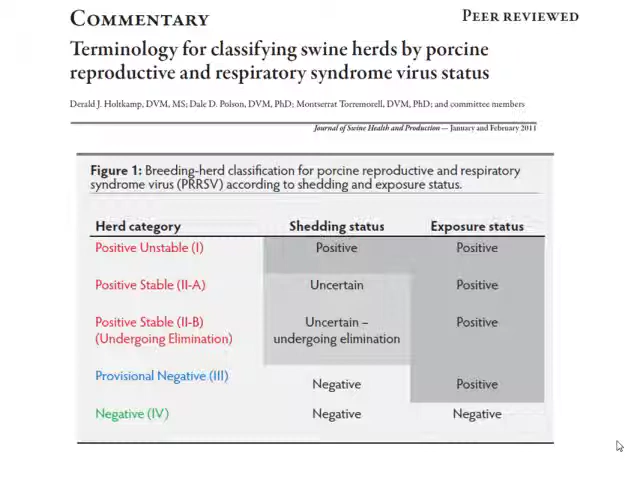 COMMENTARY PEER REVIEWED
Terminology for classifying swine herds by porcine
reproductive and respiratory syndrome virus status
Derald J. Holtkamp, DVM, MS; Dale D. Polson, DVM, PhD; Montserrat Torremorell, DVM, PhD; and committee members
Journal of Swine Health and Production — January and February 2011
Figure 1: Breeding-herd classification for porcine reproductive and respiratory
syndrome virus (PRRSV) according to shedding and exposure status.
Herd category Shedding status Exposure status
Positive Unstable (I) Positive Positive
Positive Stable (II-A) Uncertain Positive
Positive Stable (II-B) Uncertain – Positive
(Undergoing Elimination) undergoing elimination
Provisional Negative (III) Negative Positive
Negative (IV) Negative Negative